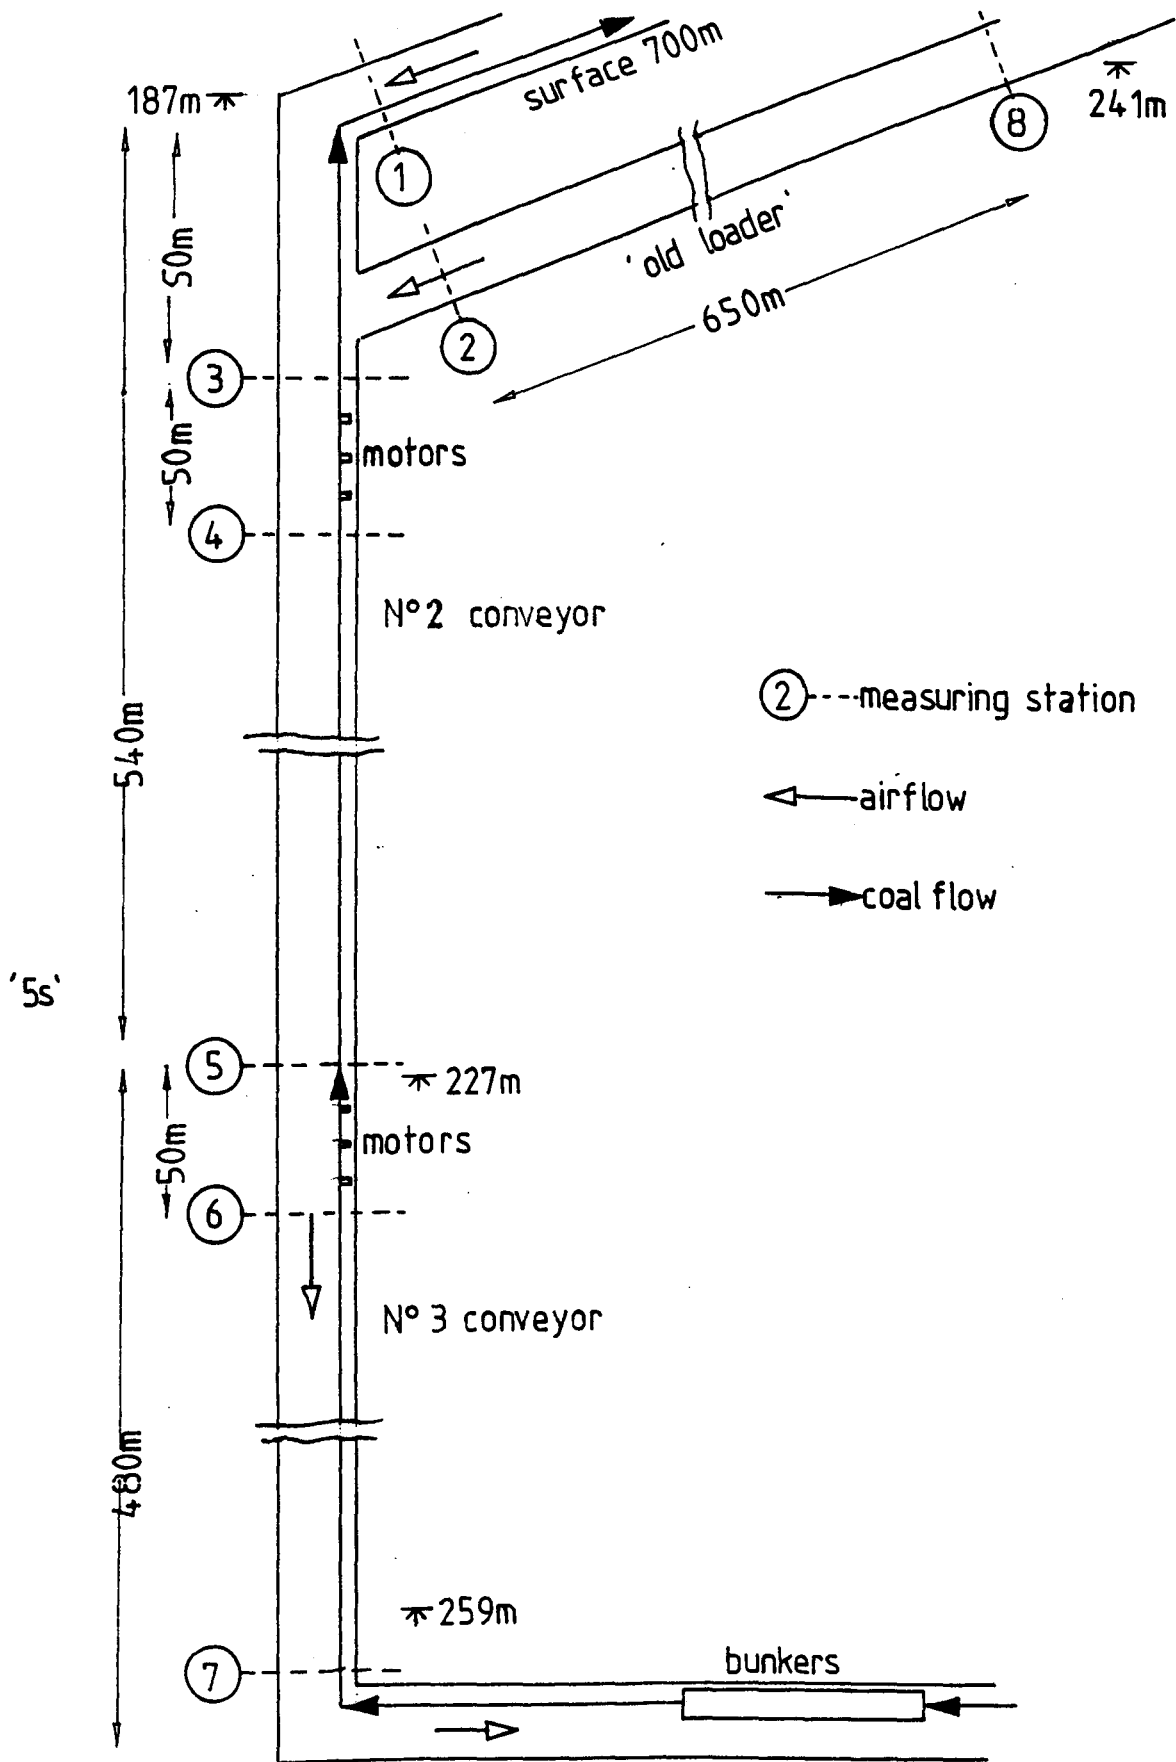 surface 700m
187m
241m
8
1
50m
'old loader'
650m
2
3
50m
motors
4
N° 2 conveyor
2 measuring station
540m
airflow
coal flow
'5s'
5
227m
50m
motors
6
N° 3 conveyor
480m
259m
7
bunkers